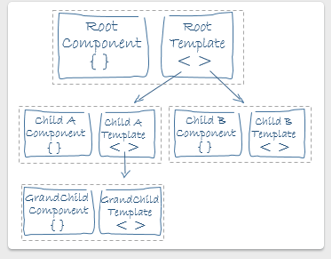 Root Component
{ }
Root Template
< >
Child A Component
{ }
Child A Template
< >
Child B Component
{ }
Child B Template
< >
GrandChild Component
{ }
GrandChild Template
< >